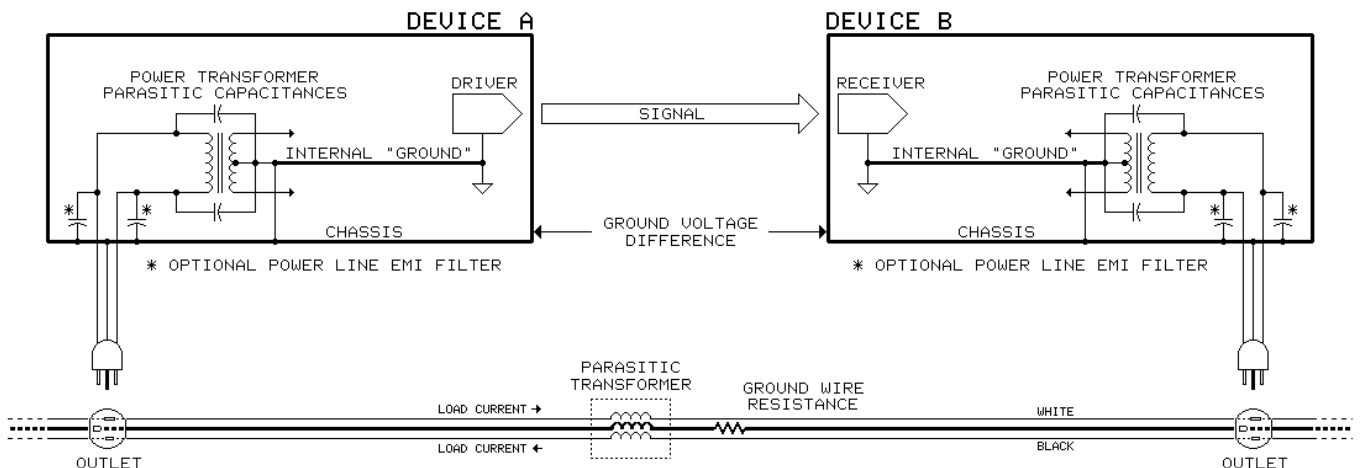 DEVICE A
DEVICE B
POWER TRANSFORMER
PARASITIC CAPACITANCES
DRIVER
SIGNAL
RECEIVER
POWER TRANSFORMER
PARASITIC CAPACITANCES
INTERNAL "GROUND"
INTERNAL "GROUND"
*
*
CHASSIS
GROUND VOLTAGE
DIFFERENCE
CHASSIS
*
*
* OPTIONAL POWER LINE EMI FILTER
* OPTIONAL POWER LINE EMI FILTER
PARASITIC
TRANSFORMER
GROUND WIRE
RESISTANCE
LOAD CURRENT
WHITE
LOAD CURRENT
BLACK
OUTLET
OUTLET